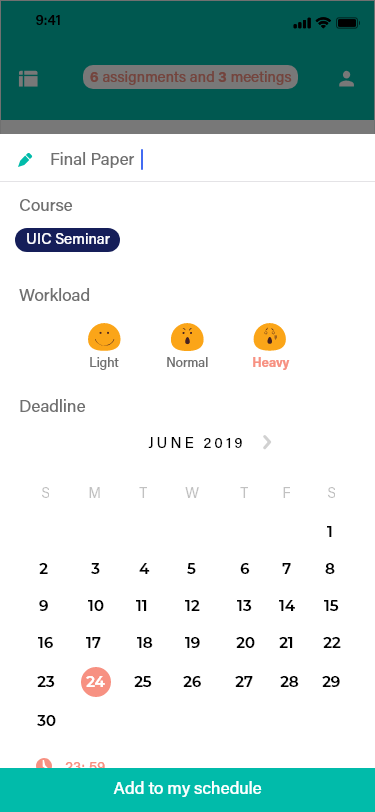 9:41
6 assignments and 3 meetings
Final Paper
Course
UIC Seminar
Workload
Light Normal Heavy
Deadline
JUNE 2019
S M T W T F S
1
2 3 4 5 6 7 8
9 10 11 12 13 14 15
16 17 18 19 20 21 22
23 24 25 26 27 28 29
30
23: 59
Add to my schedule